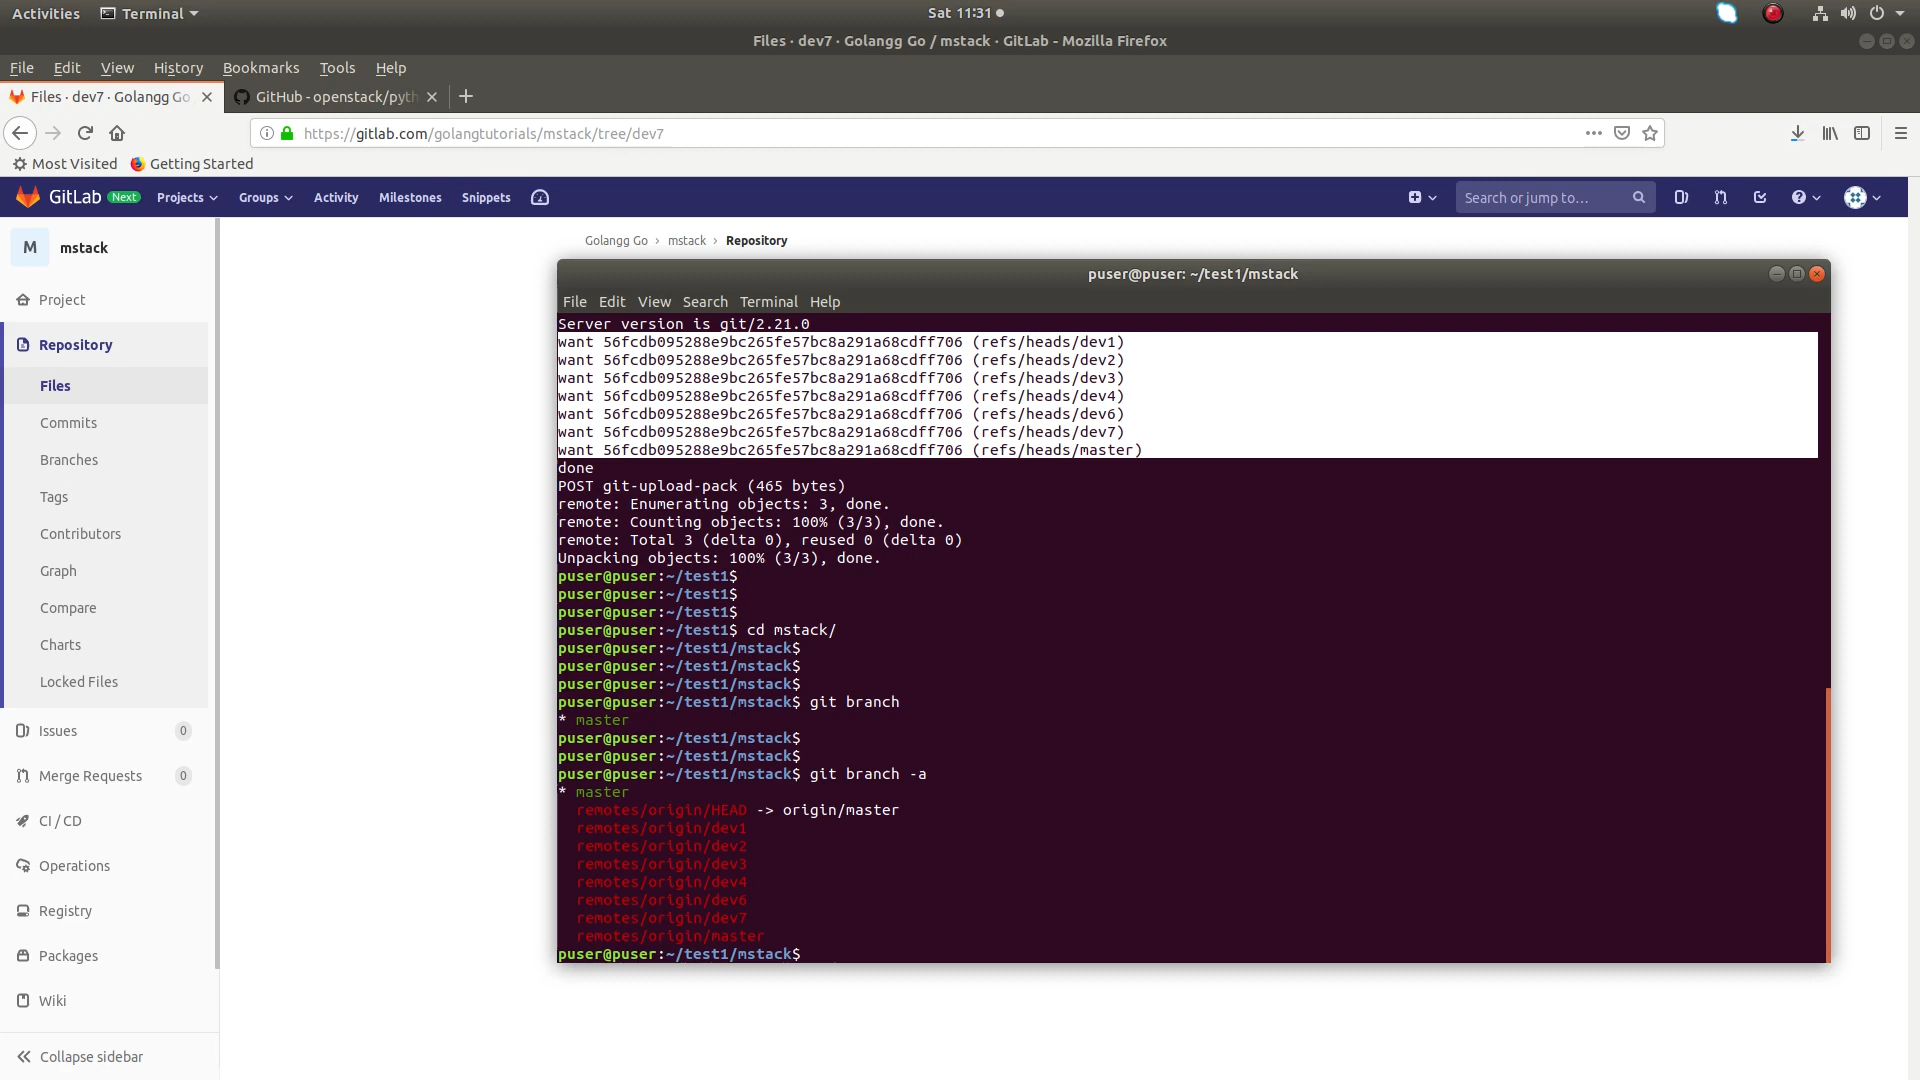 Activities Terminal Sat 11:31
Files · dev7 · Golangg Go / mstack · GitLab - Mozilla Firefox
File Edit View History Bookmarks Tools Help
Files · dev7 · Golangg Go GitHub - openstack/pyth
https://gitlab.com/golangtutorials/mstack/tree/dev7
Most Visited Getting Started
GitLab Next Projects Groups Activity Milestones Snippets Search or jump to…
M mstack
Golangg Go › mstack › Repository
Project
Repository
Files
Commits
Branches
Tags
Contributors
Graph
Compare
Charts
Locked Files
Issues 0
Merge Requests 0
CI / CD
Operations
Registry
Packages
Wiki
Collapse sidebar
puser@puser: ~/test1/mstack
File Edit View Search Terminal Help
Server version is git/2.21.0
want 56fcdb095288e9bc265fe57bc8a291a68cdff706 (refs/heads/dev1)
want 56fcdb095288e9bc265fe57bc8a291a68cdff706 (refs/heads/dev2)
want 56fcdb095288e9bc265fe57bc8a291a68cdff706 (refs/heads/dev3)
want 56fcdb095288e9bc265fe57bc8a291a68cdff706 (refs/heads/dev4)
want 56fcdb095288e9bc265fe57bc8a291a68cdff706 (refs/heads/dev6)
want 56fcdb095288e9bc265fe57bc8a291a68cdff706 (refs/heads/dev7)
want 56fcdb095288e9bc265fe57bc8a291a68cdff706 (refs/heads/master)
done
POST git-upload-pack (465 bytes)
remote: Enumerating objects: 3, done.
remote: Counting objects: 100% (3/3), done.
remote: Total 3 (delta 0), reused 0 (delta 0)
Unpacking objects: 100% (3/3), done.
puser@puser:~/test1$
puser@puser:~/test1$
puser@puser:~/test1$
puser@puser:~/test1$ cd mstack/
puser@puser:~/test1/mstack$
puser@puser:~/test1/mstack$
puser@puser:~/test1/mstack$
puser@puser:~/test1/mstack$ git branch
* master
puser@puser:~/test1/mstack$
puser@puser:~/test1/mstack$
puser@puser:~/test1/mstack$ git branch -a
* master
remotes/origin/HEAD -> origin/master
remotes/origin/dev1
remotes/origin/dev2
remotes/origin/dev3
remotes/origin/dev4
remotes/origin/dev6
remotes/origin/dev7
remotes/origin/master
puser@puser:~/test1/mstack$